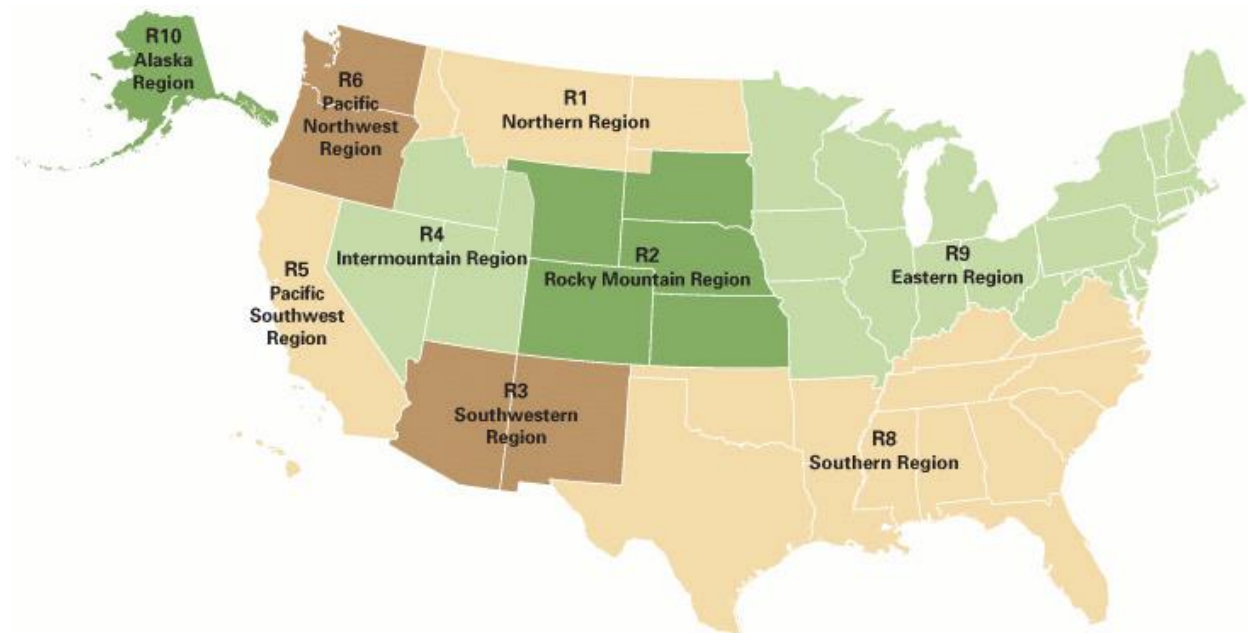 R10
Alaska
Region
R6
Pacific
Northwest
Region
R1
Northern Region
R4
Intermountain Region
R2
Rocky Mountain Region
R9
Eastern Region
R5
Pacific
Southwest
Region
R3
Southwestern
Region
R8
Southern Region